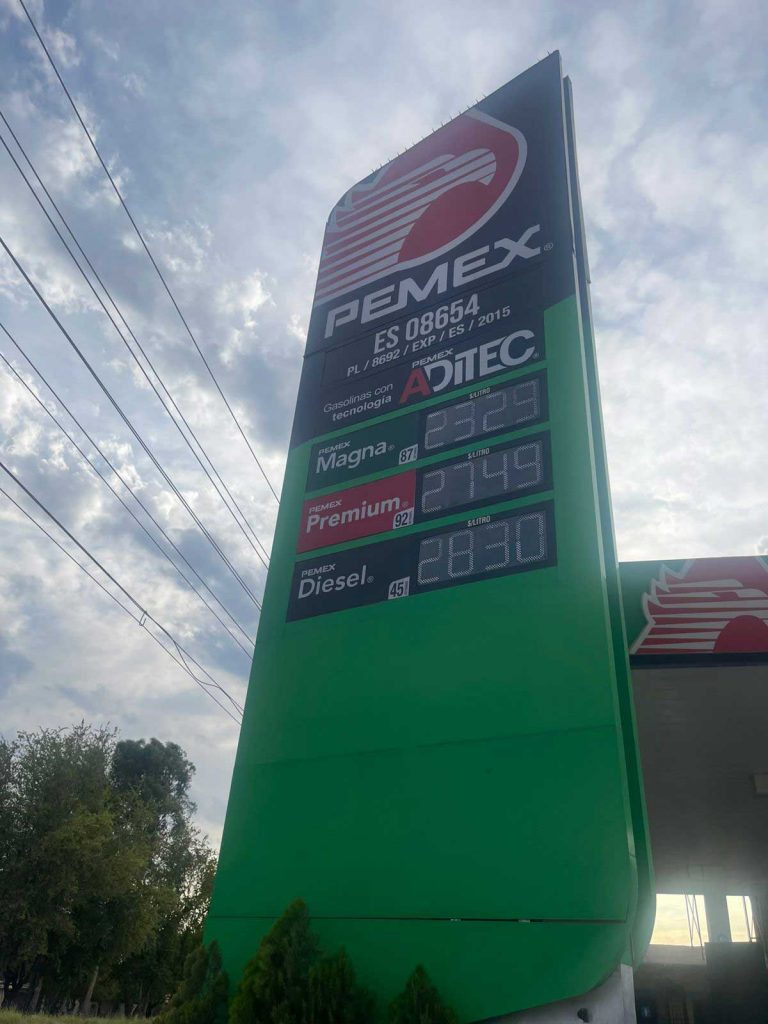 PEMEX®
ES 08654
PL / 8692 / EXP / ES / 2015
Gasolinas con
tecnología
PEMEX
ADITEC®
$/LITRO
PEMEX
Magna® 87
2329
$/LITRO
PEMEX
Premium® 92
2749
$/LITRO
PEMEX
Diesel® 45
2830